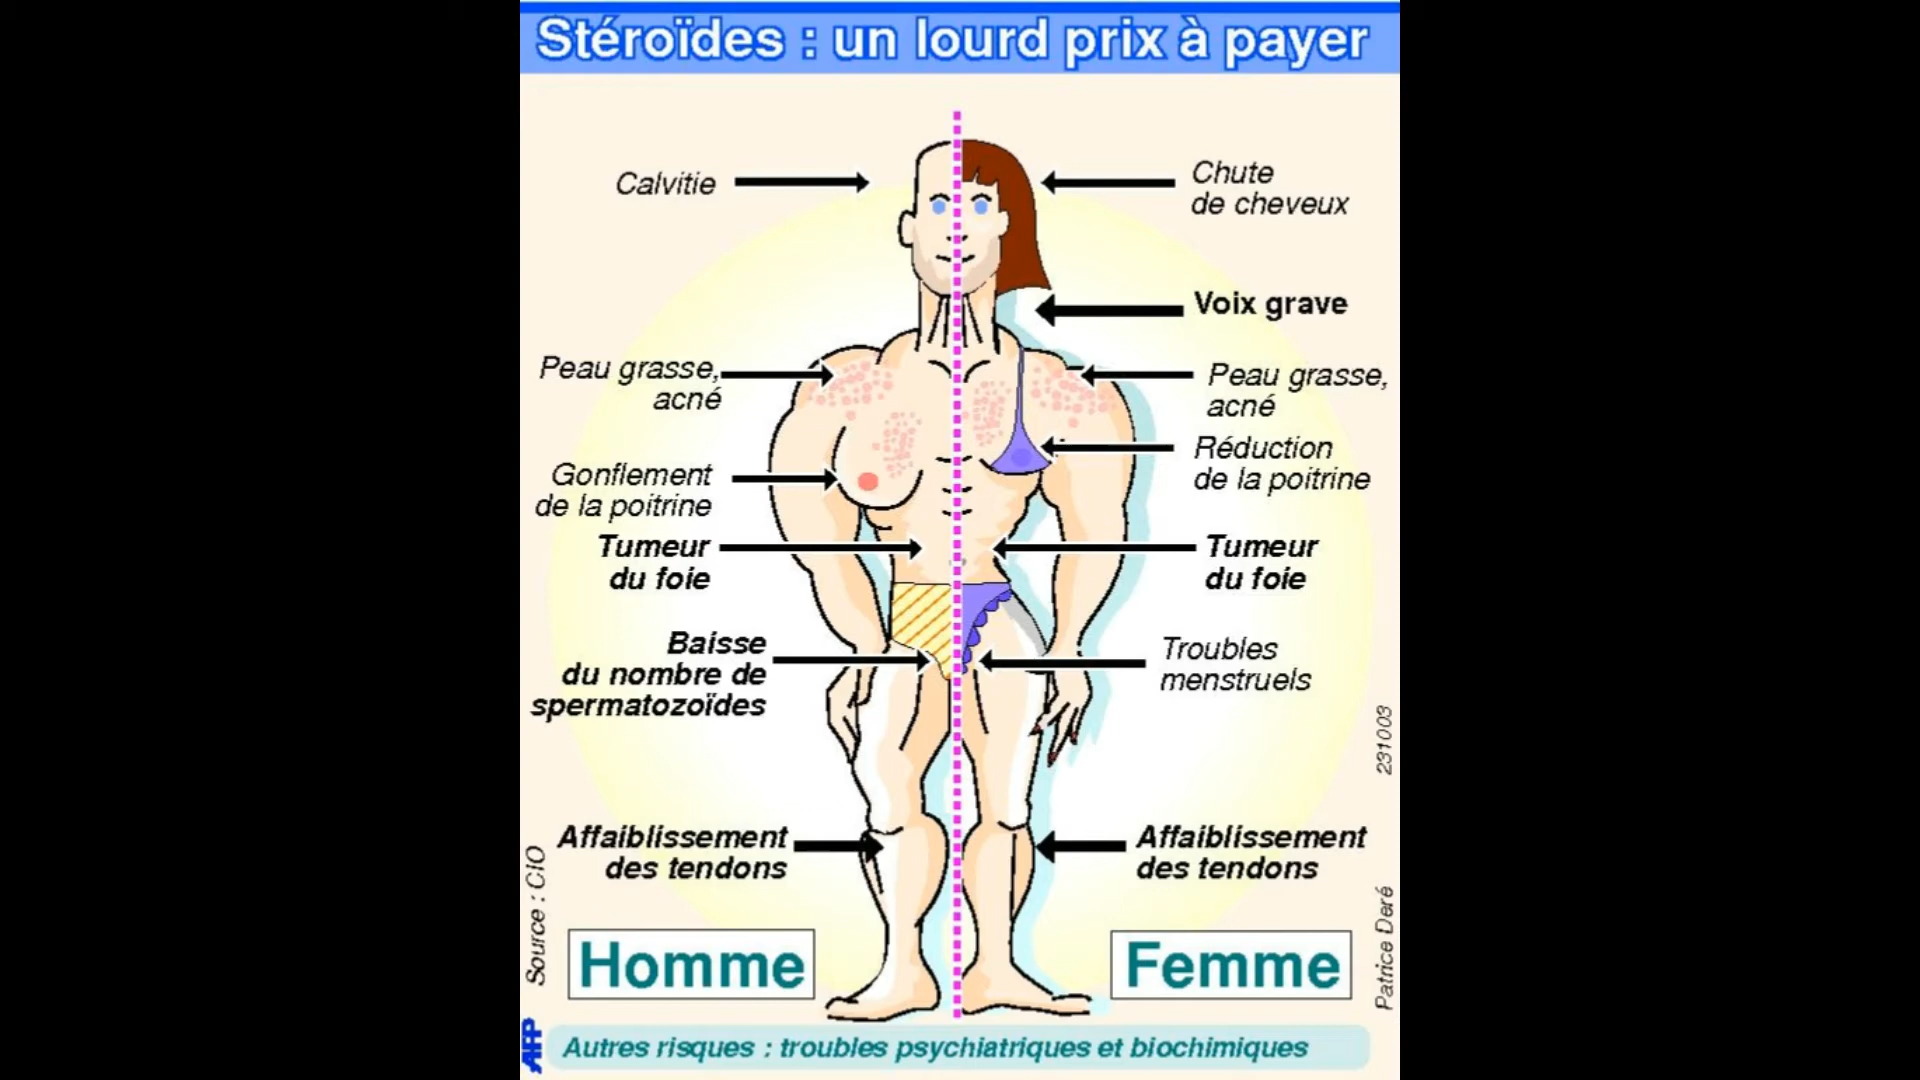 Stéroïdes : un lourd prix à payer
Calvitie
Chute
de cheveux
Voix grave
Peau grasse,
acné
Peau grasse,
acné
Réduction
de la poitrine
Gonflement
de la poitrine
Tumeur
du foie
Tumeur
du foie
Baisse
du nombre de
spermatozoïdes
Troubles
menstruels
Affaiblissement
des tendons
Affaiblissement
des tendons
Homme
Femme
Source : CIO
231003
Patrice Deré
AFP
Autres risques : troubles psychiatriques et biochimiques